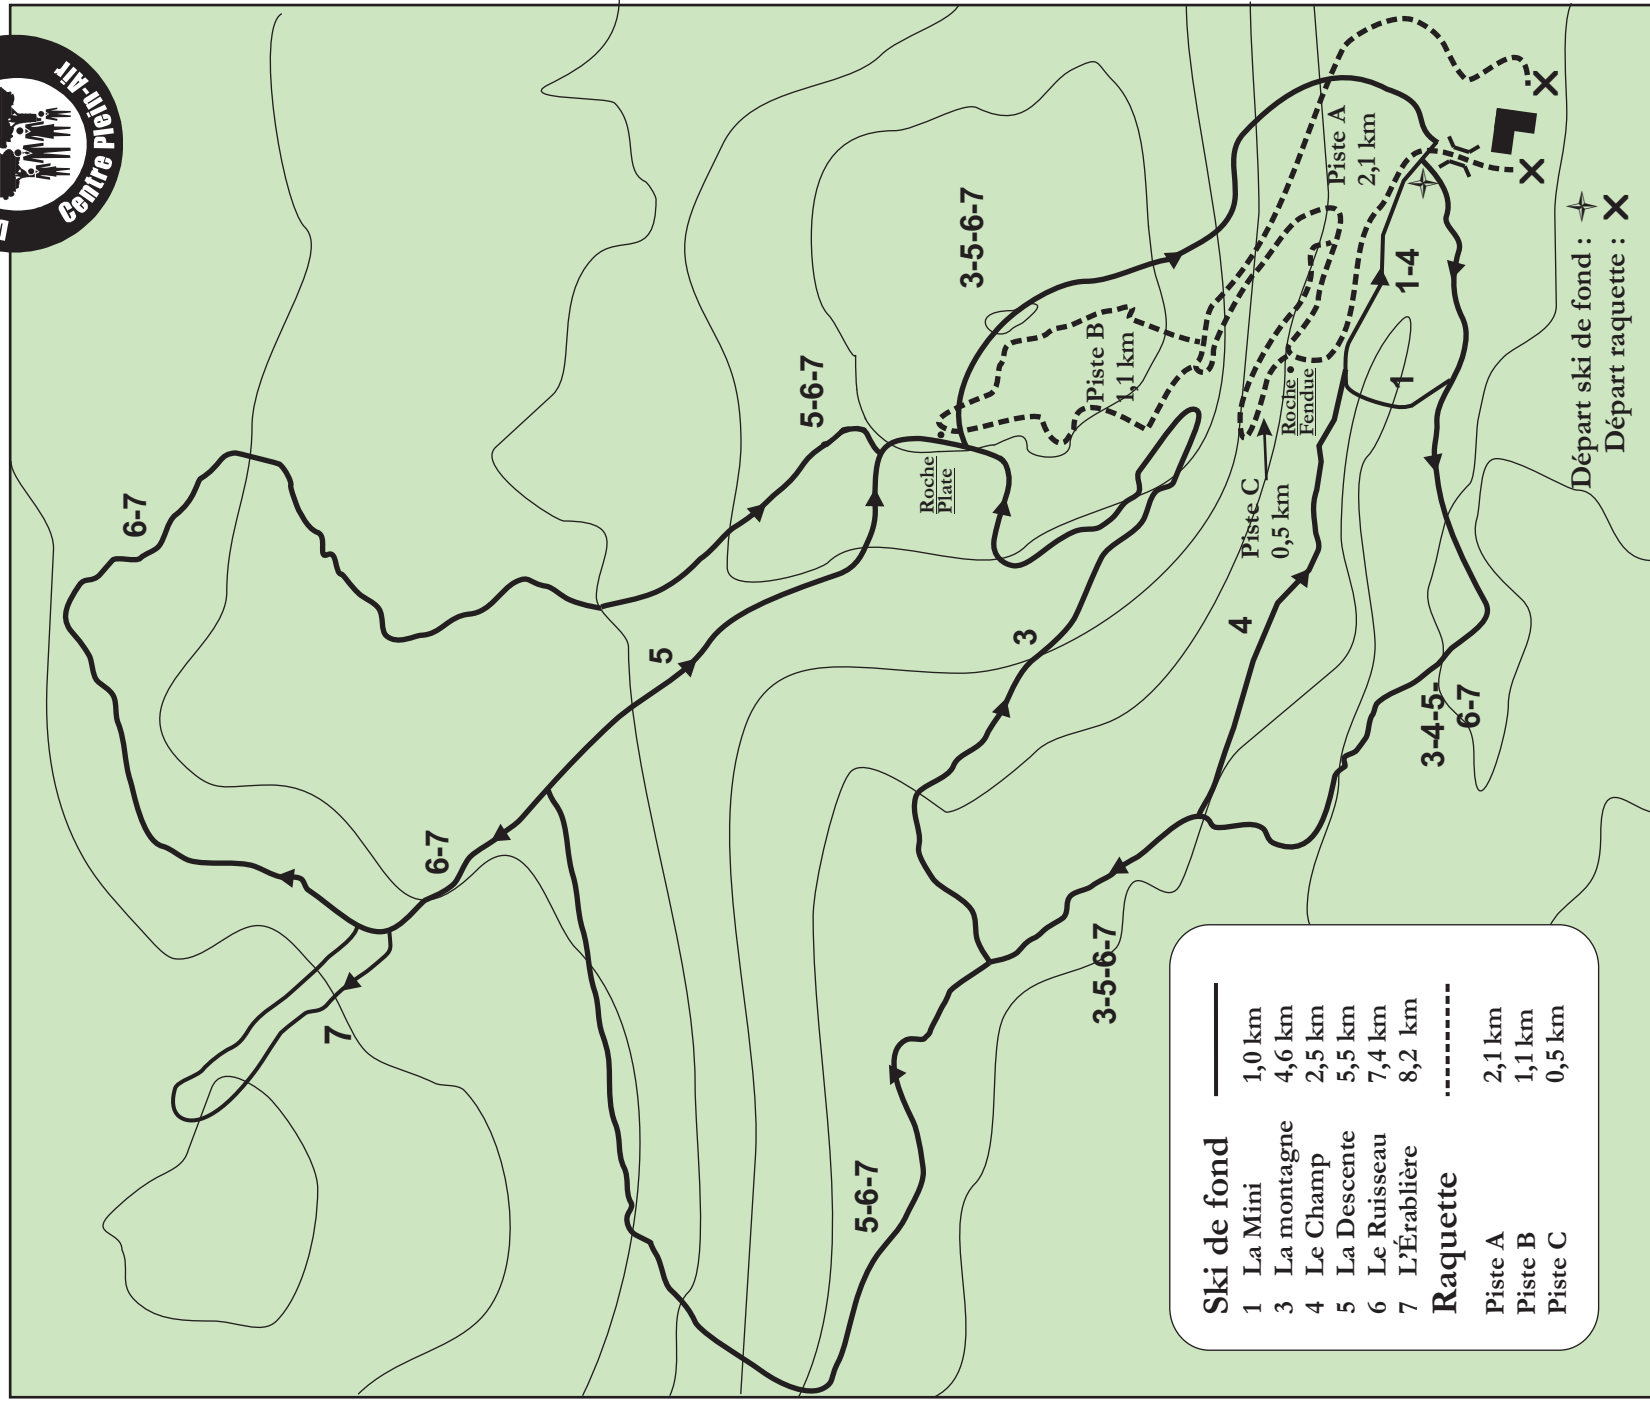 Centre Plein-Air
6-7
5-6-7
3-5-6-7
Piste A
2,1 km
Piste B
1,1 km
Roche
Plate
Roche
Fendue
Piste C
0,5 km
1-4
1
5
3
4
6-7
7
3-4-5-
6-7
3-5-6-7
5-6-7
Départ ski de fond :
Départ raquette :
Ski de fond
1 La Mini 1,0 km
3 La montagne 4,6 km
4 Le Champ 2,5 km
5 La Descente 5,5 km
6 Le Ruisseau 7,4 km
7 L'Érablière 8,2 km
Raquette
Piste A 2,1 km
Piste B 1,1 km
Piste C 0,5 km